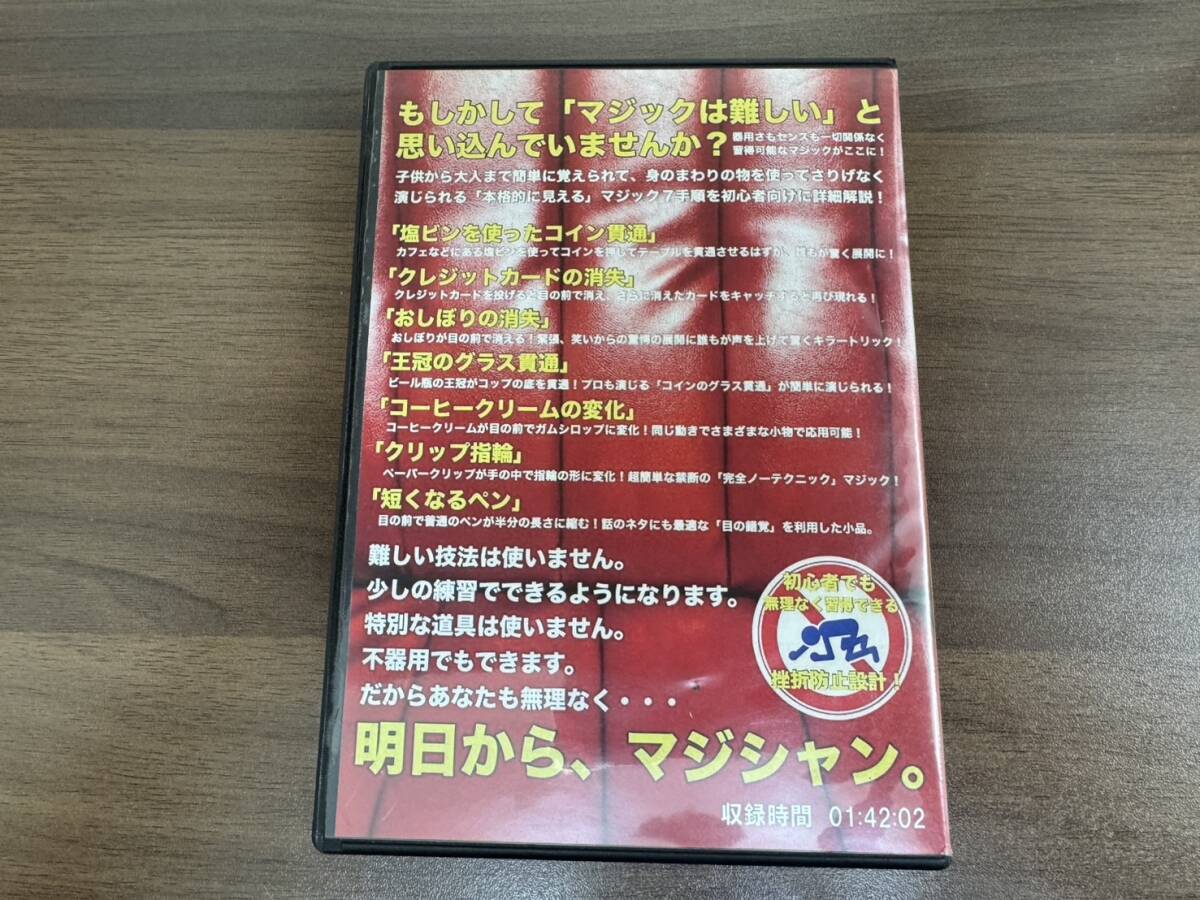 もしかして「マジックは難しい」と
思い込んでいませんか？
器用さもセンスも一切関係なく
習得可能なマジックがここに！
子供から大人まで簡単に覚えられて、身のまわりの物を使ってさりげなく
演じられる「本格的に見える」マジック７手順を初心者向けに詳細解説！
「塩ビンを使ったコイン貫通」
カフェなどにある塩ビンを使ってコインを押してテーブルを貫通させるはずが、誰もが驚く展開に！
「クレジットカードの消失」
クレジットカードを投げると目の前で消え、さらに消えたカードをキャッチすると再び現れる！
「おしぼりの消失」
おしぼりが目の前で消える！緊張、笑いからの驚愕の展開に誰もが声を上げて驚くキラートリック！
「王冠のグラス貫通」
ビール瓶の王冠がコップの底を貫通！プロも演じる「コインのグラス貫通」が簡単に演じられる！
「コーヒークリームの変化」
コーヒークリームが目の前でガムシロップに変化！同じ動きでさまざまな小物で応用可能！
「クリップ指輪」
ペーパークリップが手の中で指輪の形に変化！超簡単な禁断の「完全ノーテクニック」マジック！
「短くなるペン」
目の前で普通のペンが半分の長さに縮む！話のネタにも最適な「目の錯覚」を利用した小品。
難しい技法は使いません。
少しの練習でできるようになります。
特別な道具は使いません。
不器用でもできます。
だからあなたも無理なく・・・
初心者でも
無理なく習得できる
挫折防止設計！
明日から、マジシャン。
収録時間 01:42:02